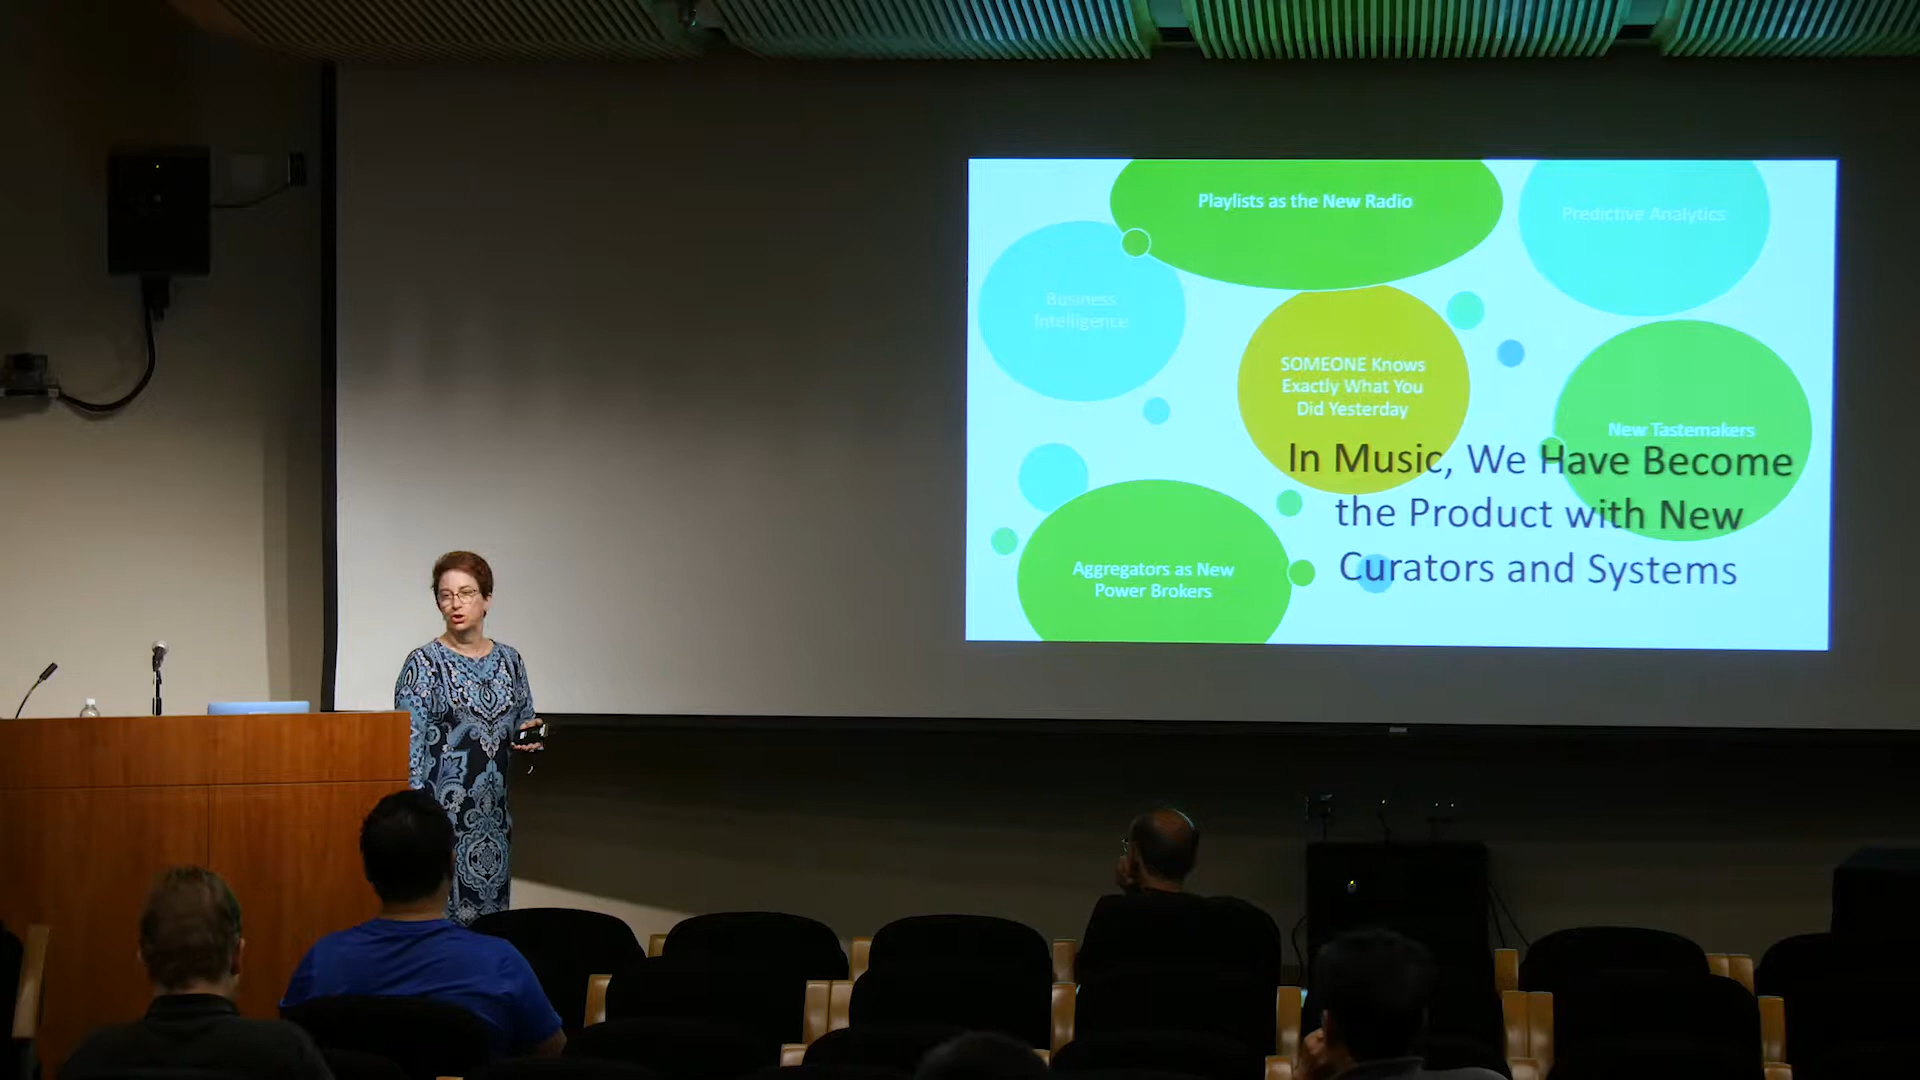 Playlists as the New Radio
Predictive Analytics
Business
Intelligence
SOMEONE Knows
Exactly What You
Did Yesterday
New Tastemakers
In Music, We Have Become
the Product with New
Curators and Systems
Aggregators as New
Power Brokers